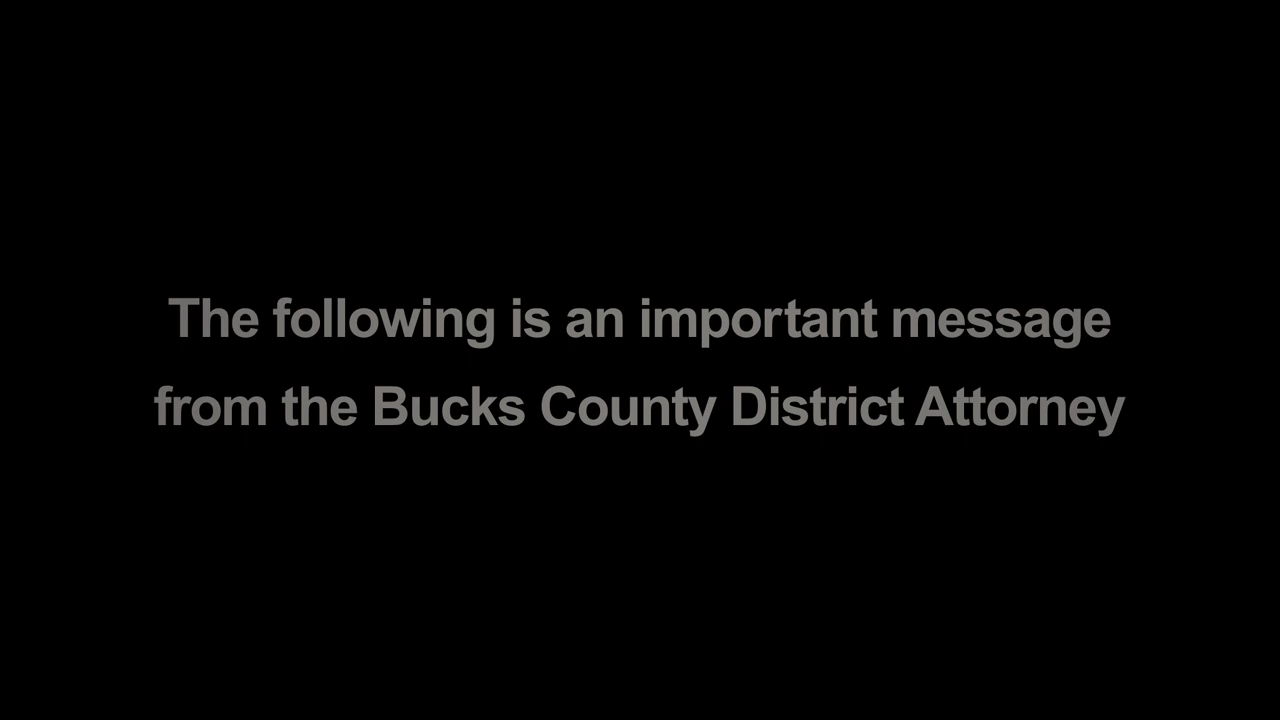 The following is an important message
from the Bucks County District Attorney